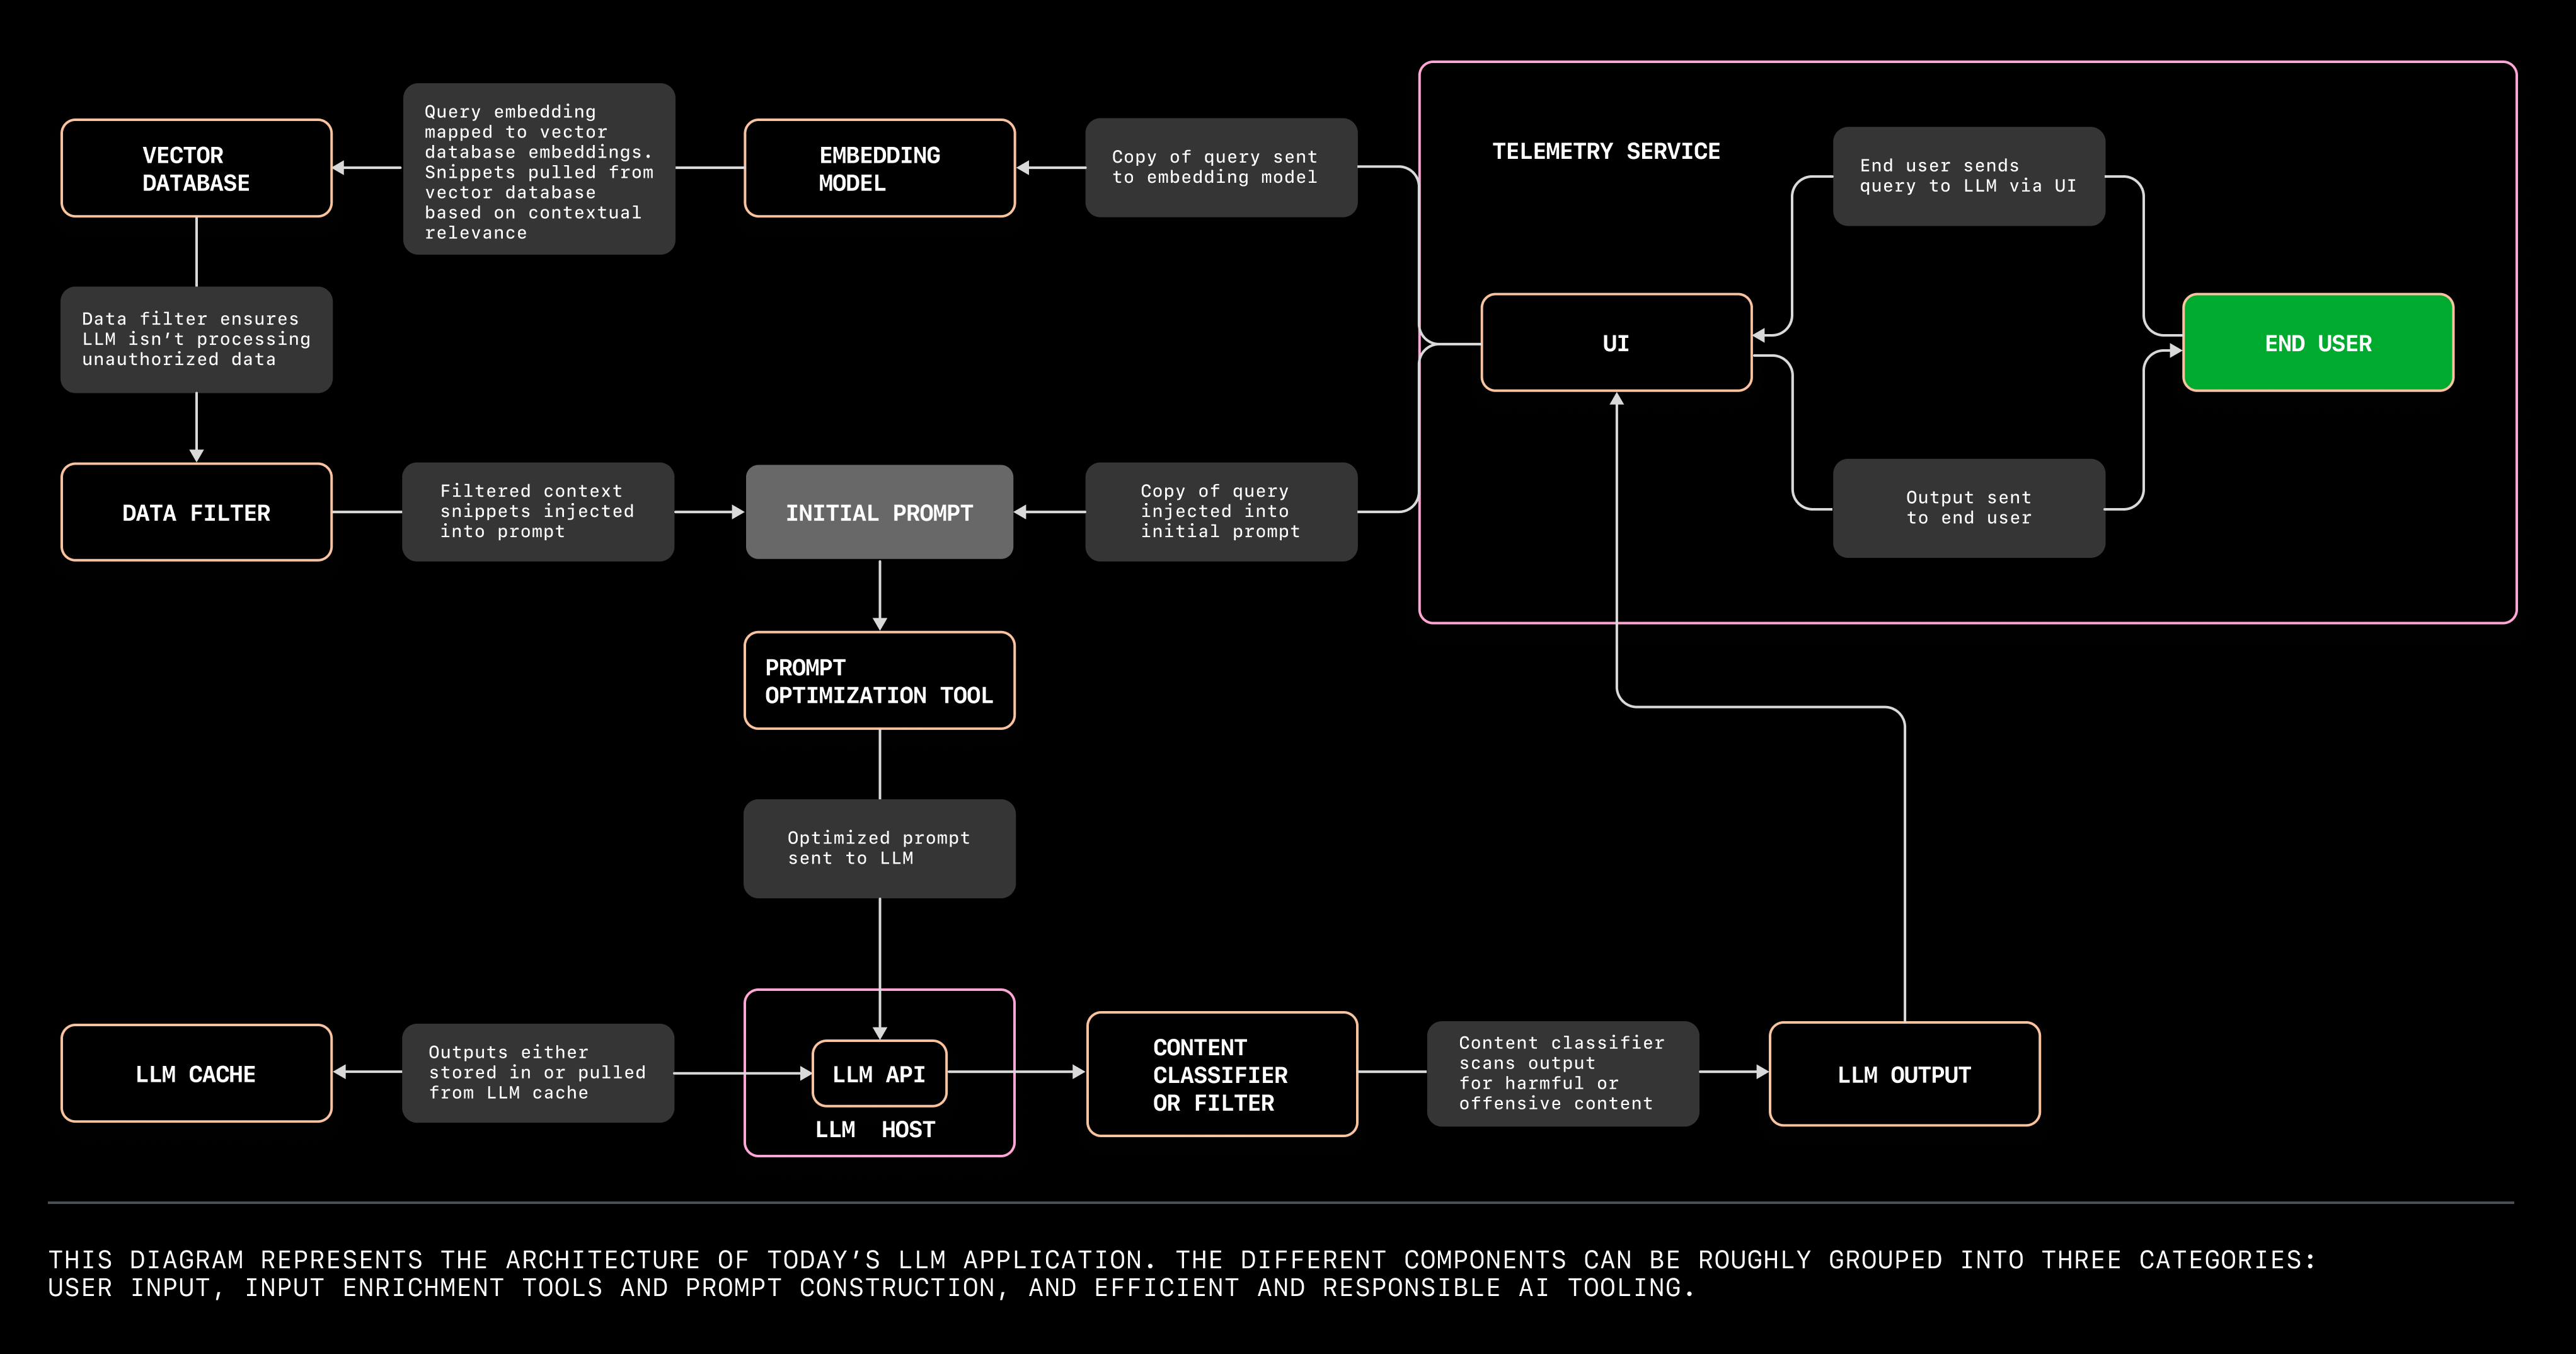 VECTOR
DATABASE
Query embedding
mapped to vector
database embeddings.
Snippets pulled from
vector database
based on contextual
relevance
EMBEDDING
MODEL
Copy of query sent
to embedding model
TELEMETRY SERVICE
End user sends
query to LLM via UI
UI
END USER
Output sent
to end user
Data filter ensures
LLM isn’t processing
unauthorized data
DATA FILTER
Filtered context
snippets injected
into prompt
INITIAL PROMPT
Copy of query
injected into
initial prompt
PROMPT
OPTIMIZATION TOOL
Optimized prompt
sent to LLM
LLM CACHE
Outputs either
stored in or pulled
from LLM cache
LLM API
LLM HOST
CONTENT
CLASSIFIER
OR FILTER
Content classifier
scans output
for harmful or
offensive content
LLM OUTPUT
THIS DIAGRAM REPRESENTS THE ARCHITECTURE OF TODAY’S LLM APPLICATION. THE DIFFERENT COMPONENTS CAN BE ROUGHLY GROUPED INTO THREE CATEGORIES:
USER INPUT, INPUT ENRICHMENT TOOLS AND PROMPT CONSTRUCTION, AND EFFICIENT AND RESPONSIBLE AI TOOLING.